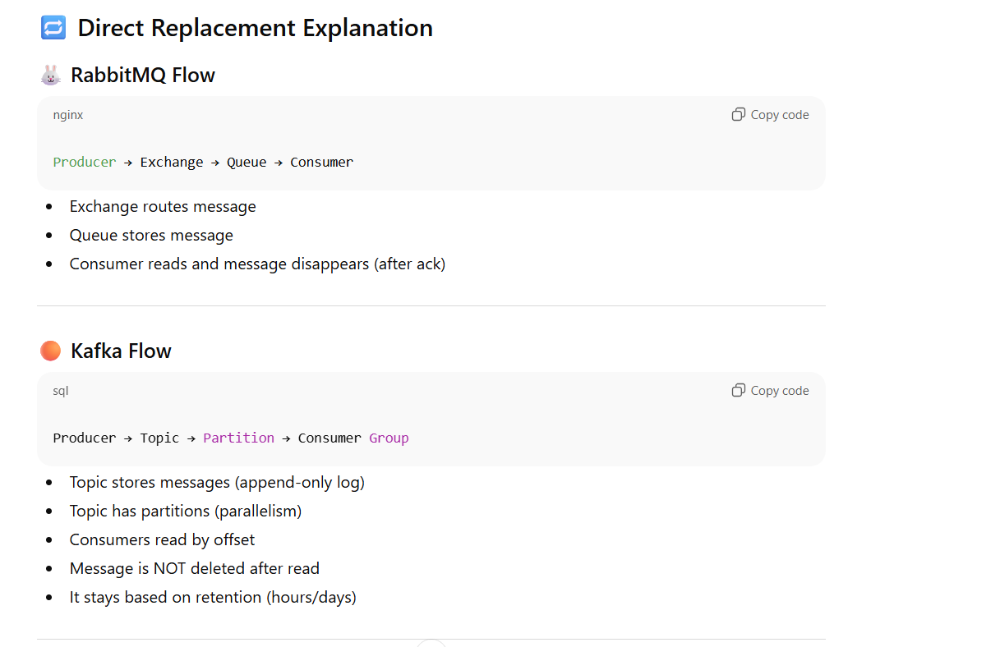 Direct Replacement Explanation
RabbitMQ Flow
nginx
Copy code
Producer → Exchange → Queue → Consumer
Exchange routes message
Queue stores message
Consumer reads and message disappears (after ack)
Kafka Flow
sql
Copy code
Producer → Topic → Partition → Consumer Group
Topic stores messages (append-only log)
Topic has partitions (parallelism)
Consumers read by offset
Message is NOT deleted after read
It stays based on retention (hours/days)